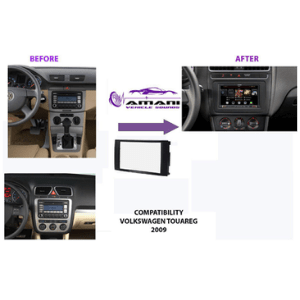 BEFORE
AFTER
AMANI
VEHICLE SOUNDS
COMPATIBILITY
VOLKSWAGEN TOUAREG
2009